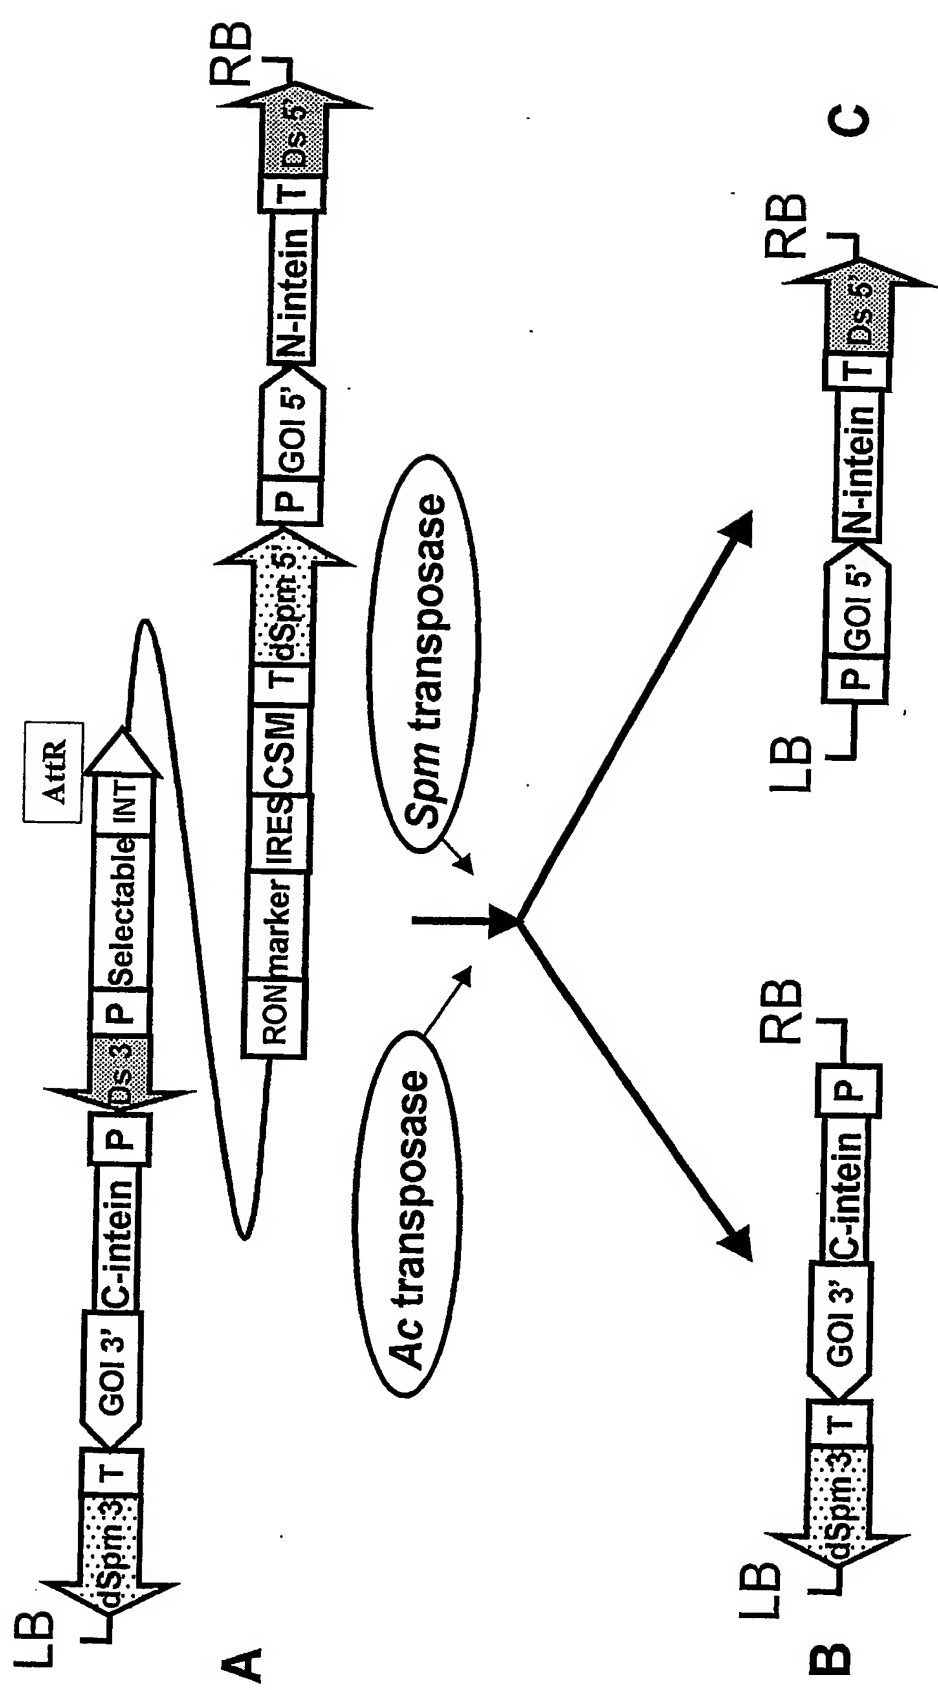 LB
dSpm 3'
T
GOI 3'
C-intein
P
Ds 3
P
Selectable
INT
AttR
RON
marker
IRES
CSM
T
dSpm 5'
P
GOI 5'
N-intein
T
Ds 5'
RB
A
Ac transposase
Spm transposase
B
LB
dSpm 3
T
GOI 3'
C-intein
P
RB
LB
P
GOI 5'
N-intein
T
Ds 5'
RB
C